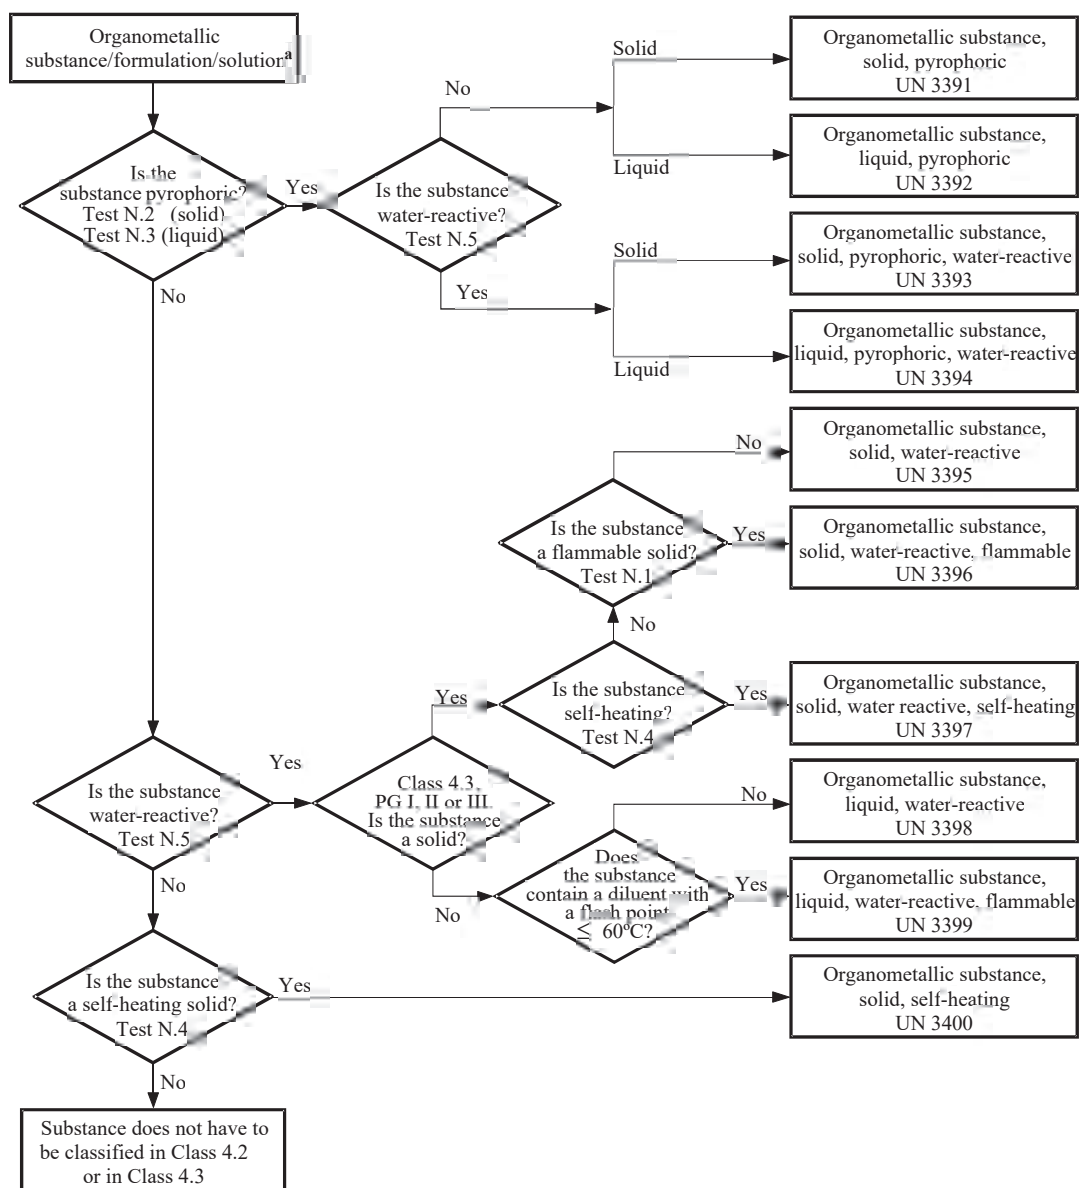 Organometallic
substance/formulation/solutionᵃ
Is the
substance pyrophoric?
Test N.2 (solid)
Test N.3 (liquid)
Yes
No
Is the substance
water-reactive?
Test N.5
No
Yes
Solid
Liquid
Solid
Liquid
Organometallic substance,
solid, pyrophoric
UN 3391
Organometallic substance,
liquid, pyrophoric
UN 3392
Organometallic substance,
solid, pyrophoric, water-reactive
UN 3393
Organometallic substance,
liquid, pyrophoric, water-reactive
UN 3394
Organometallic substance,
solid, water-reactive
UN 3395
No
Is the substance
a flammable solid?
Test N.1
Yes
Organometallic substance,
solid, water-reactive, flammable
UN 3396
No
Is the substance
self-heating?
Test N.4
Yes
Organometallic substance,
solid, water reactive, self-heating
UN 3397
Yes
Is the substance
water-reactive?
Test N.5
Yes
No
Class 4.3,
PG I, II or III.
Is the substance
a solid?
No
Does
the substance
contain a diluent with
a flash point
≤ 60ºC?
No
Organometallic substance,
liquid, water-reactive
UN 3398
Yes
Organometallic substance,
liquid, water-reactive, flammable
UN 3399
Is the substance
a self-heating solid?
Test N.4
Yes
Organometallic substance,
solid, self-heating
UN 3400
No
Substance does not have to
be classified in Class 4.2
or in Class 4.3